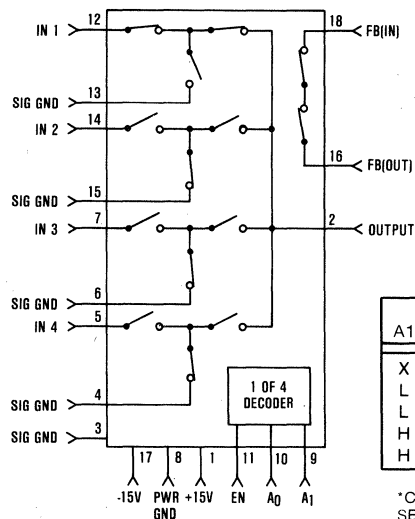 12
IN 1
18
FB(IN)
13
SIG GND
14
IN 2
16
FB(OUT)
15
SIG GND
7
IN 3
2
OUTPUT
6
SIG GND
5
IN 4
4
SIG GND
3
SIG GND
1 OF 4
DECODER
17 8 1 11 10 9
-15V PWR GND +15V EN A0 A1
A1
X
L
L
H
H
*C
SE